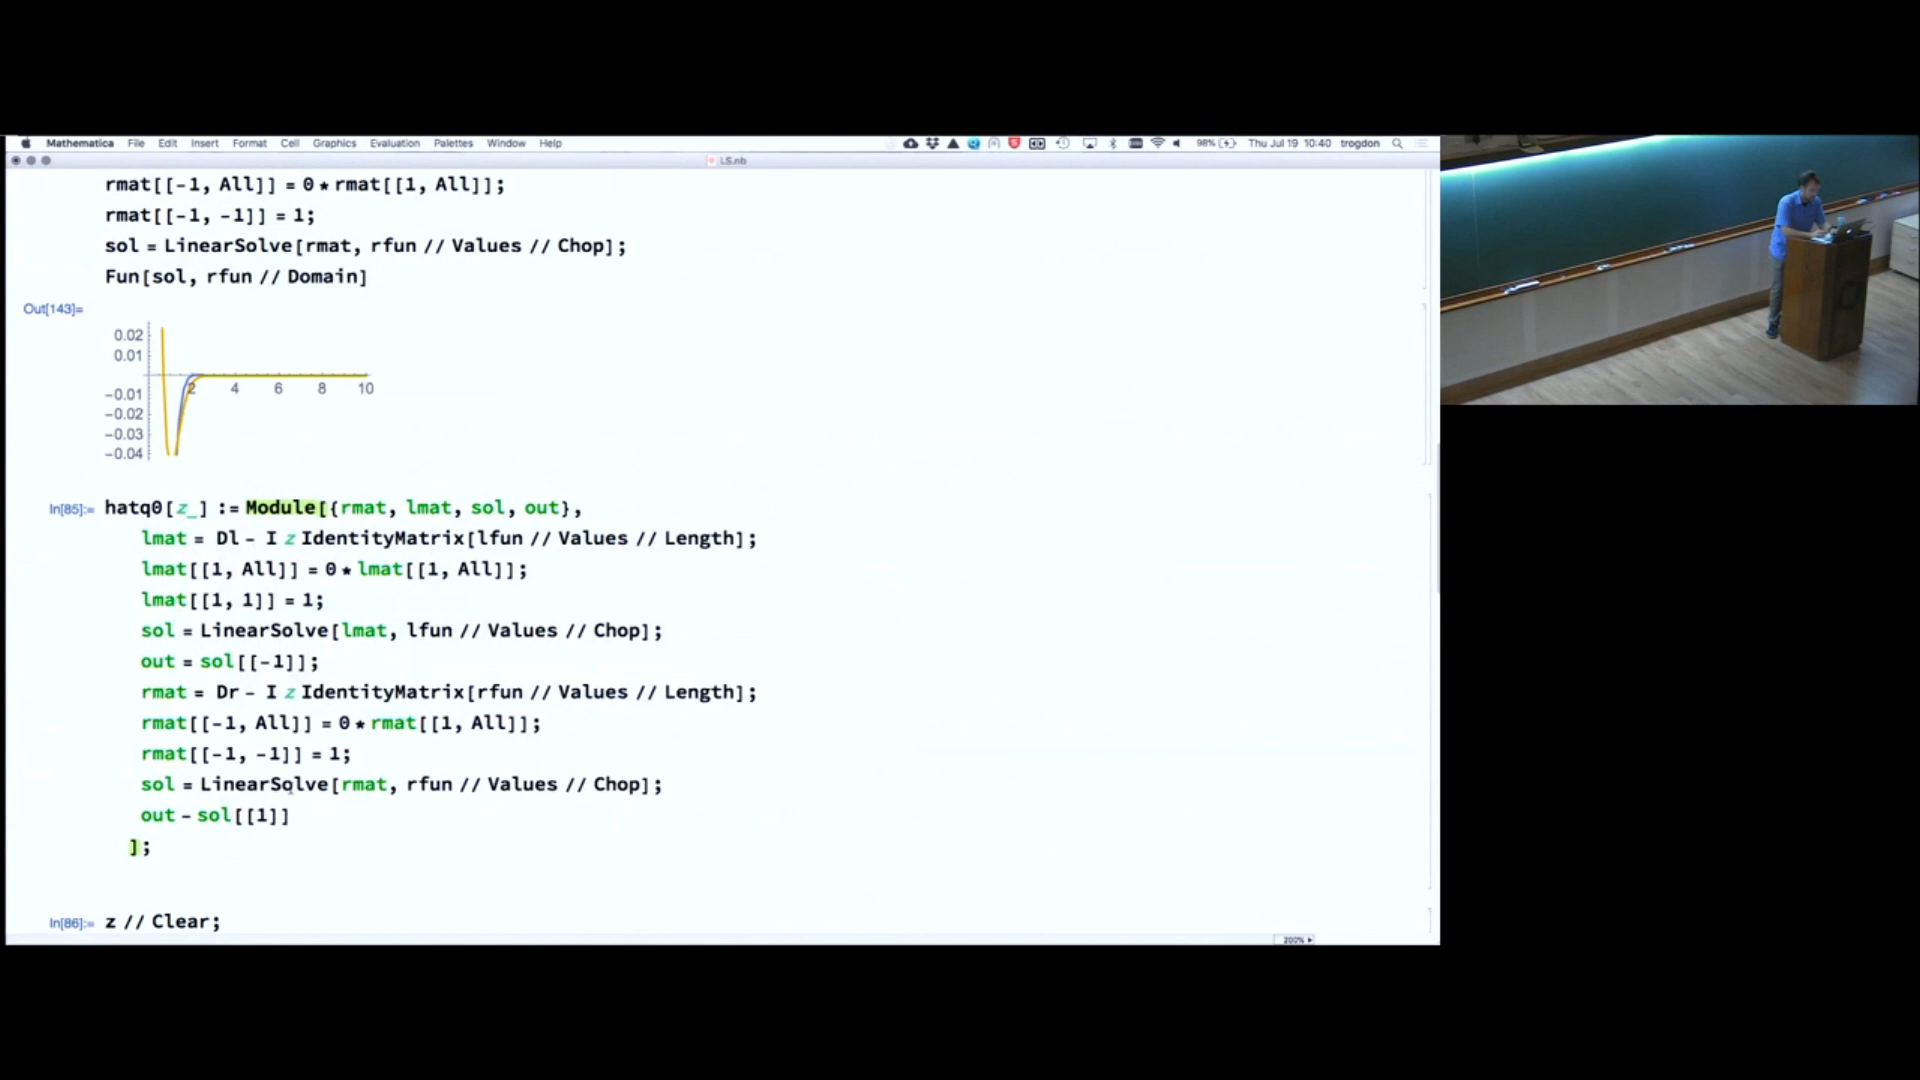 Mathematica File Edit Insert Format Cell Graphics Evaluation Palettes Window Help 98% Thu Jul 19 10:40 trogdon
LS.nb
rmat[[-1, All]] = 0 * rmat[[1, All]];
rmat[[-1, -1]] = 1;
sol = LinearSolve[rmat, rfun // Values // Chop];
Fun[sol, rfun // Domain]
Out[143]=
0.02
0.01
-0.01
-0.02
-0.03
-0.04
2 4 6 8 10
In[85]:= hatq0[z_] := Module[{rmat, lmat, sol, out},
lmat = Dl - I z IdentityMatrix[lfun // Values // Length];
lmat[[1, All]] = 0 * lmat[[1, All]];
lmat[[1, 1]] = 1;
sol = LinearSolve[lmat, lfun // Values // Chop];
out = sol[[-1]];
rmat = Dr - I z IdentityMatrix[rfun // Values // Length];
rmat[[-1, All]] = 0 * rmat[[1, All]];
rmat[[-1, -1]] = 1;
sol = LinearSolve[rmat, rfun // Values // Chop];
out - sol[[1]]
];
In[86]:= z // Clear;
200%